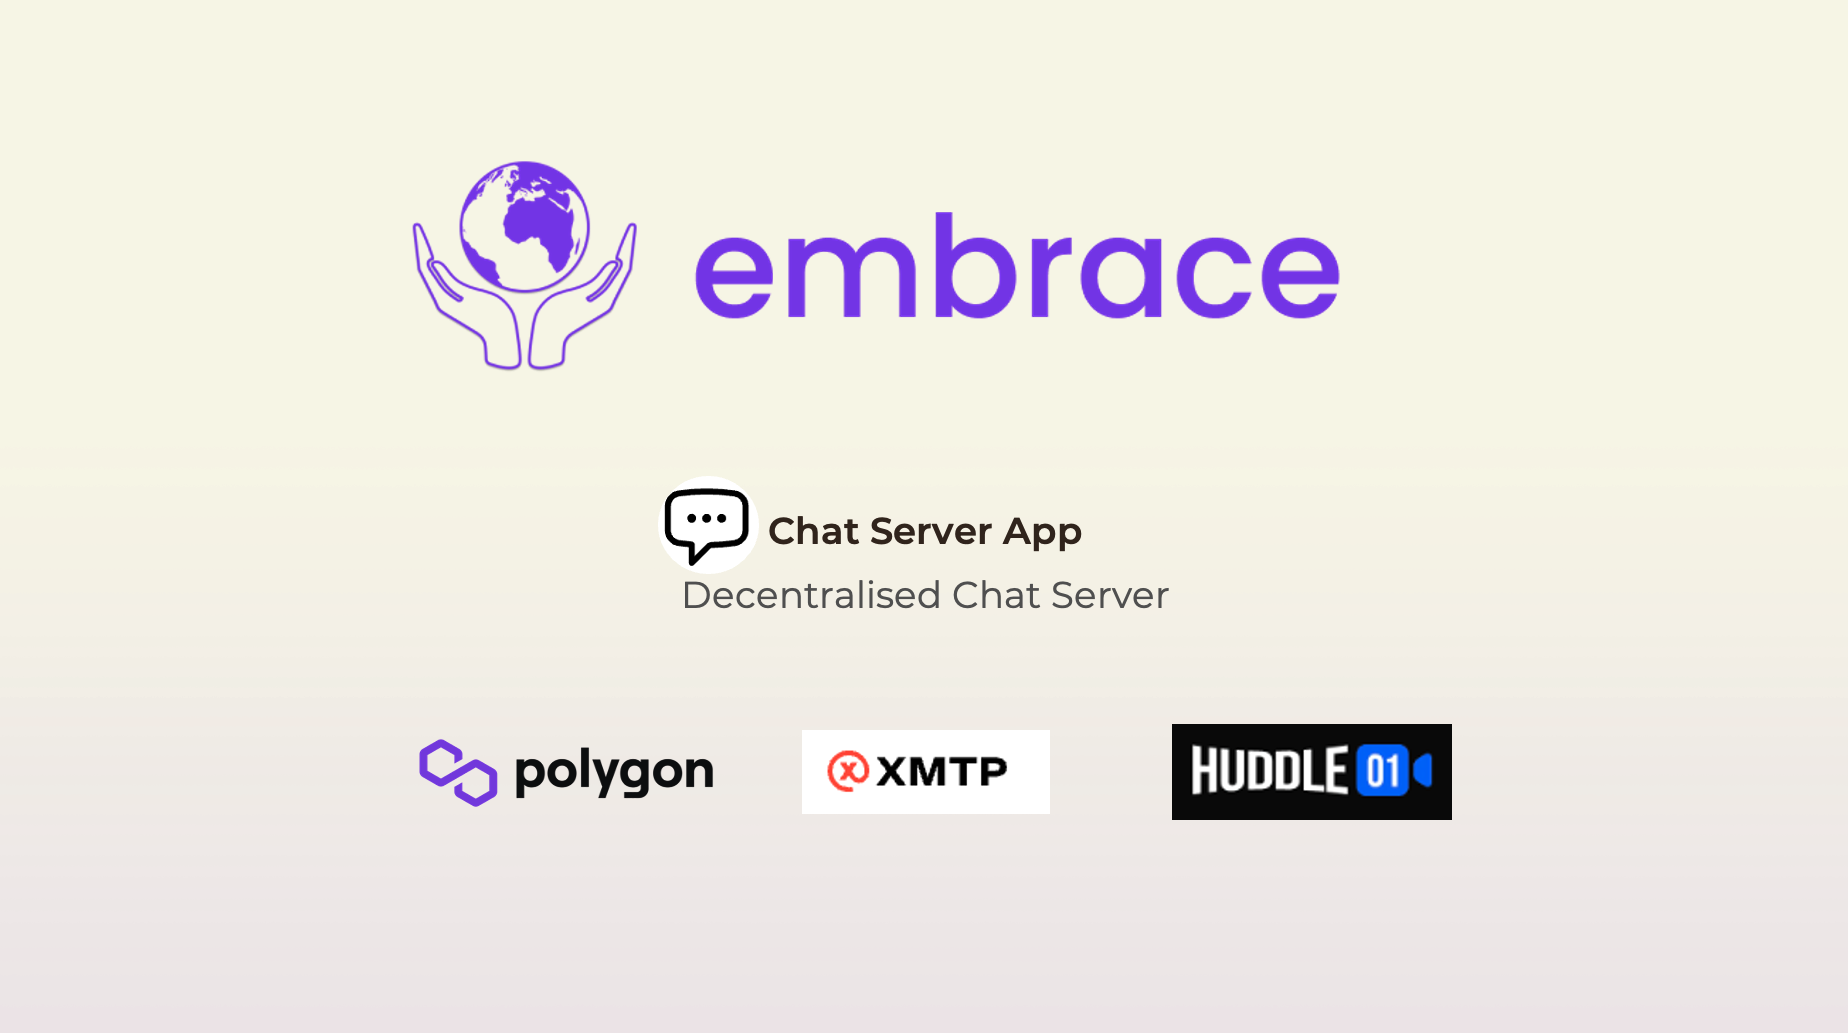 embrace
Chat Server App
Decentralised Chat Server
polygon
XMTP
HUDDLE 01